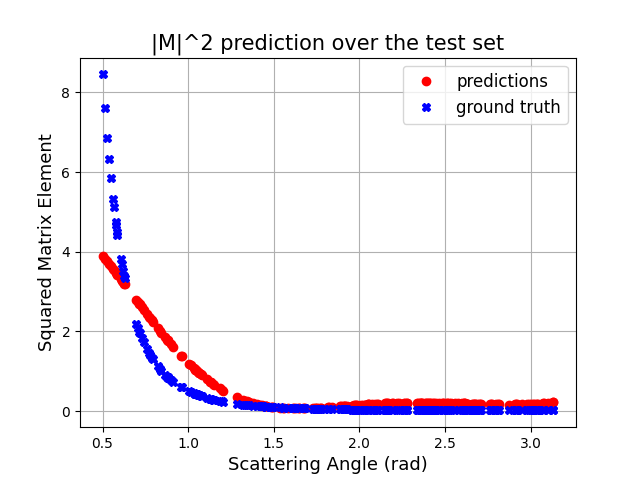 |M|^2 prediction over the test set
predictions
ground truth
Squared Matrix Element
8
6
4
2
0
0.5 1.0 1.5 2.0 2.5 3.0
Scattering Angle (rad)